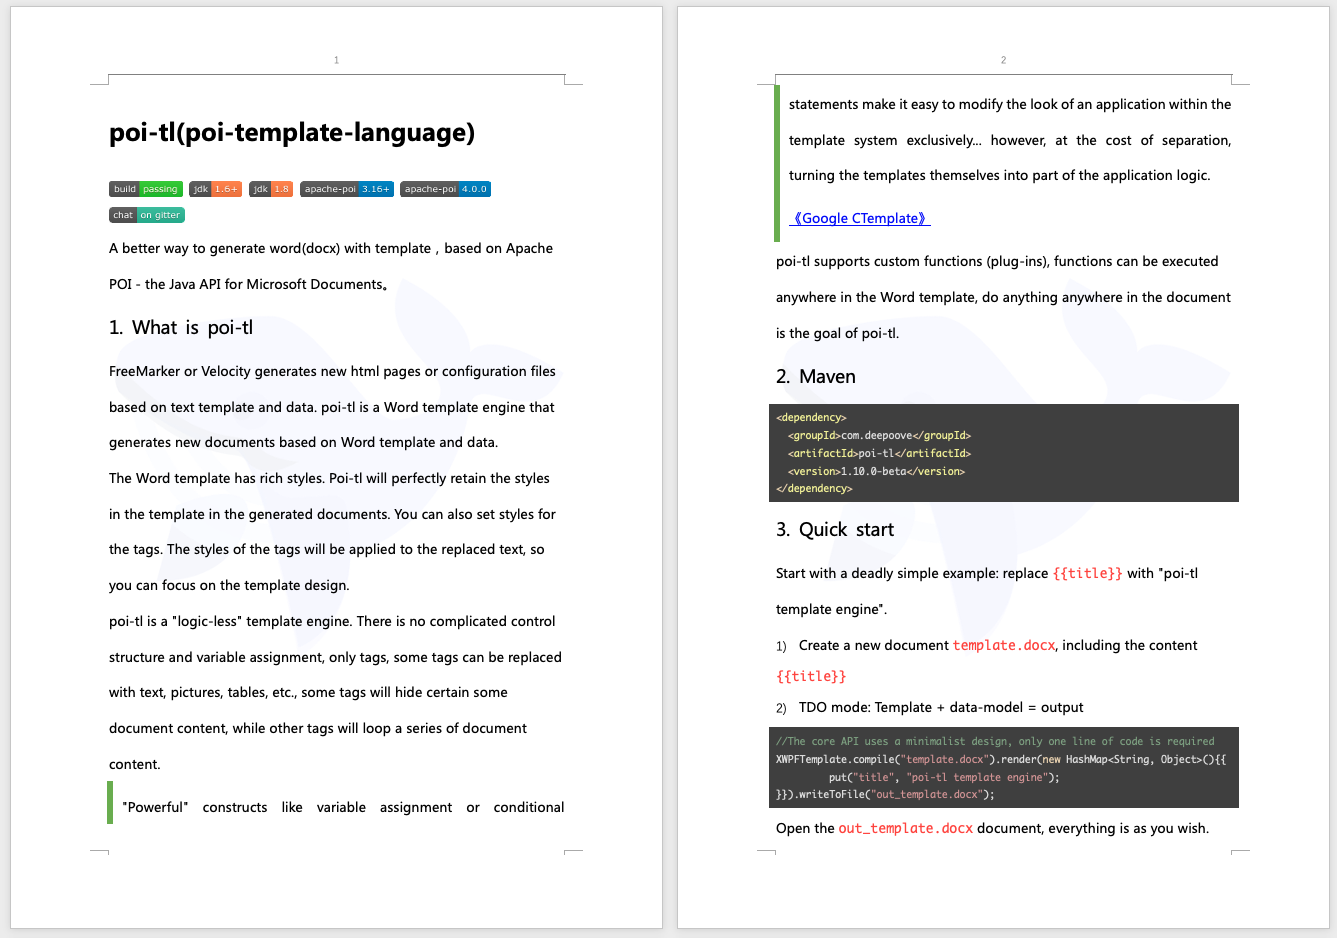 1
poi-tl(poi-template-language)
build passing jdk 1.6+ jdk 1.8 apache-poi 3.16+ apache-poi 4.0.0
chat on gitter
A better way to generate word(docx) with template，based on Apache
POI - the Java API for Microsoft Documents。
1. What is poi-tl
FreeMarker or Velocity generates new html pages or configuration files
based on text template and data. poi-tl is a Word template engine that
generates new documents based on Word template and data.
The Word template has rich styles. Poi-tl will perfectly retain the styles
in the template in the generated documents. You can also set styles for
the tags. The styles of the tags will be applied to the replaced text, so
you can focus on the template design.
poi-tl is a "logic-less" template engine. There is no complicated control
structure and variable assignment, only tags, some tags can be replaced
with text, pictures, tables, etc., some tags will hide certain some
document content, while other tags will loop a series of document
content.
"Powerful" constructs like variable assignment or conditional
2
statements make it easy to modify the look of an application within the
template system exclusively... however, at the cost of separation,
turning the templates themselves into part of the application logic.
《Google CTemplate》
poi-tl supports custom functions (plug-ins), functions can be executed
anywhere in the Word template, do anything anywhere in the document
is the goal of poi-tl.
2. Maven
<dependency>
  <groupId>com.deepoove</groupId>
  <artifactId>poi-tl</artifactId>
  <version>1.10.0-beta</version>
</dependency>
3. Quick start
Start with a deadly simple example: replace {{title}} with "poi-tl
template engine".
1) Create a new document template.docx, including the content
{{title}}
2) TDO mode: Template + data-model = output
//The core API uses a minimalist design, only one line of code is required
XWPFTemplate.compile("template.docx").render(new HashMap<String, Object>(){{
        put("title", "poi-tl template engine");
}}).writeToFile("out_template.docx");
Open the out_template.docx document, everything is as you wish.